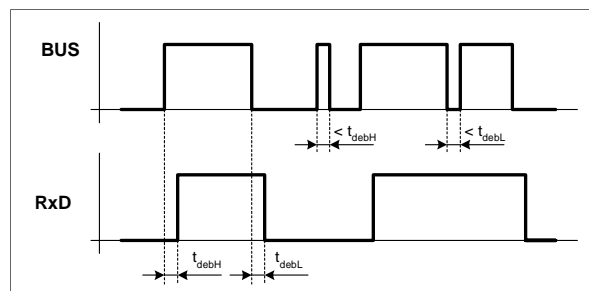 BUS
< t_debH
< t_debL
RxD
t_debH
t_debL